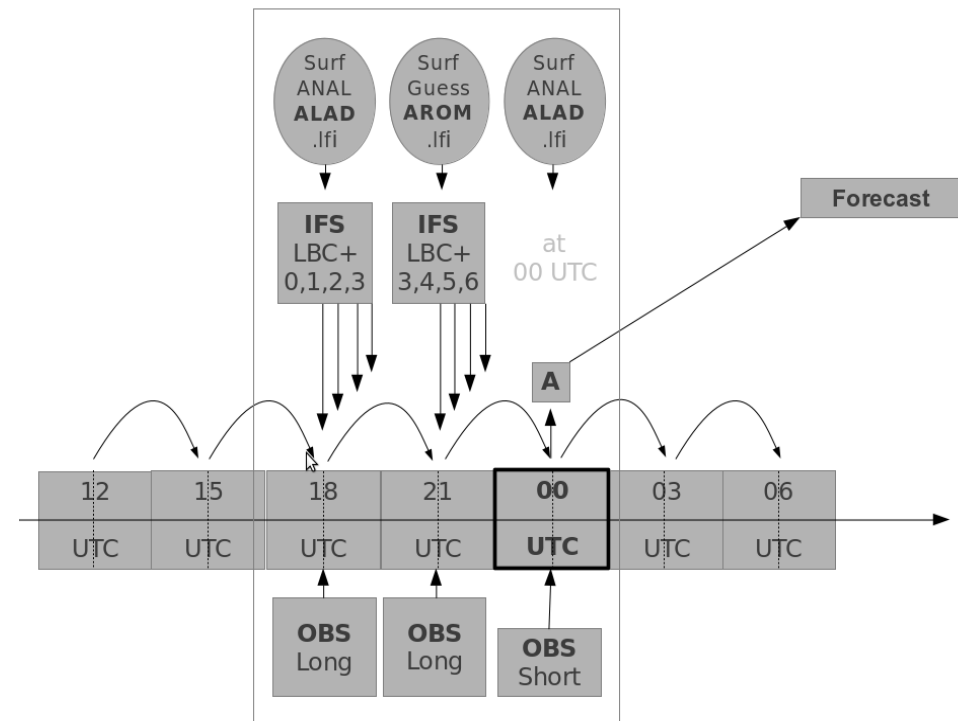 Surf
ANAL
ALAD
.lfi
Surf
Guess
AROM
.lfi
Surf
ANAL
ALAD
.lfi
Forecast
IFS
LBC+
0,1,2,3
IFS
LBC+
3,4,5,6
at
00 UTC
A
12
UTC
15
UTC
18
UTC
21
UTC
00
UTC
03
UTC
06
UTC
OBS
Long
OBS
Long
OBS
Short